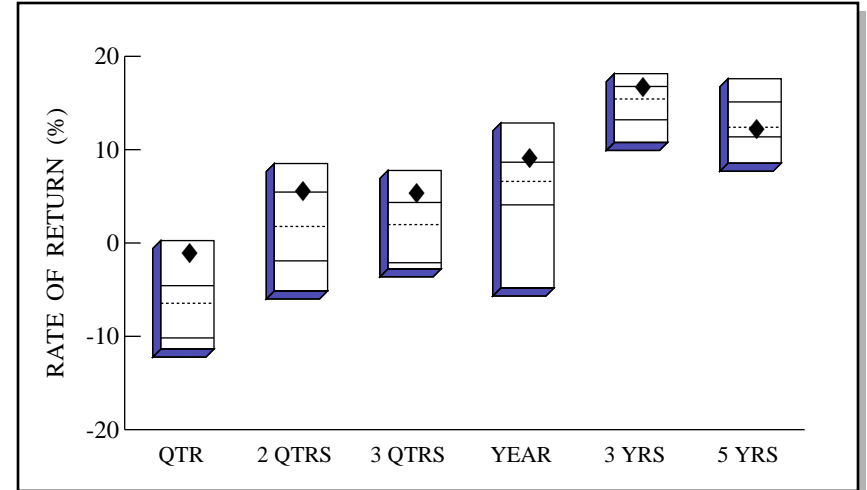 RATE OF RETURN (%)
20
10
0
-10
-20
QTR 2 QTRS 3 QTRS YEAR 3 YRS 5 YRS